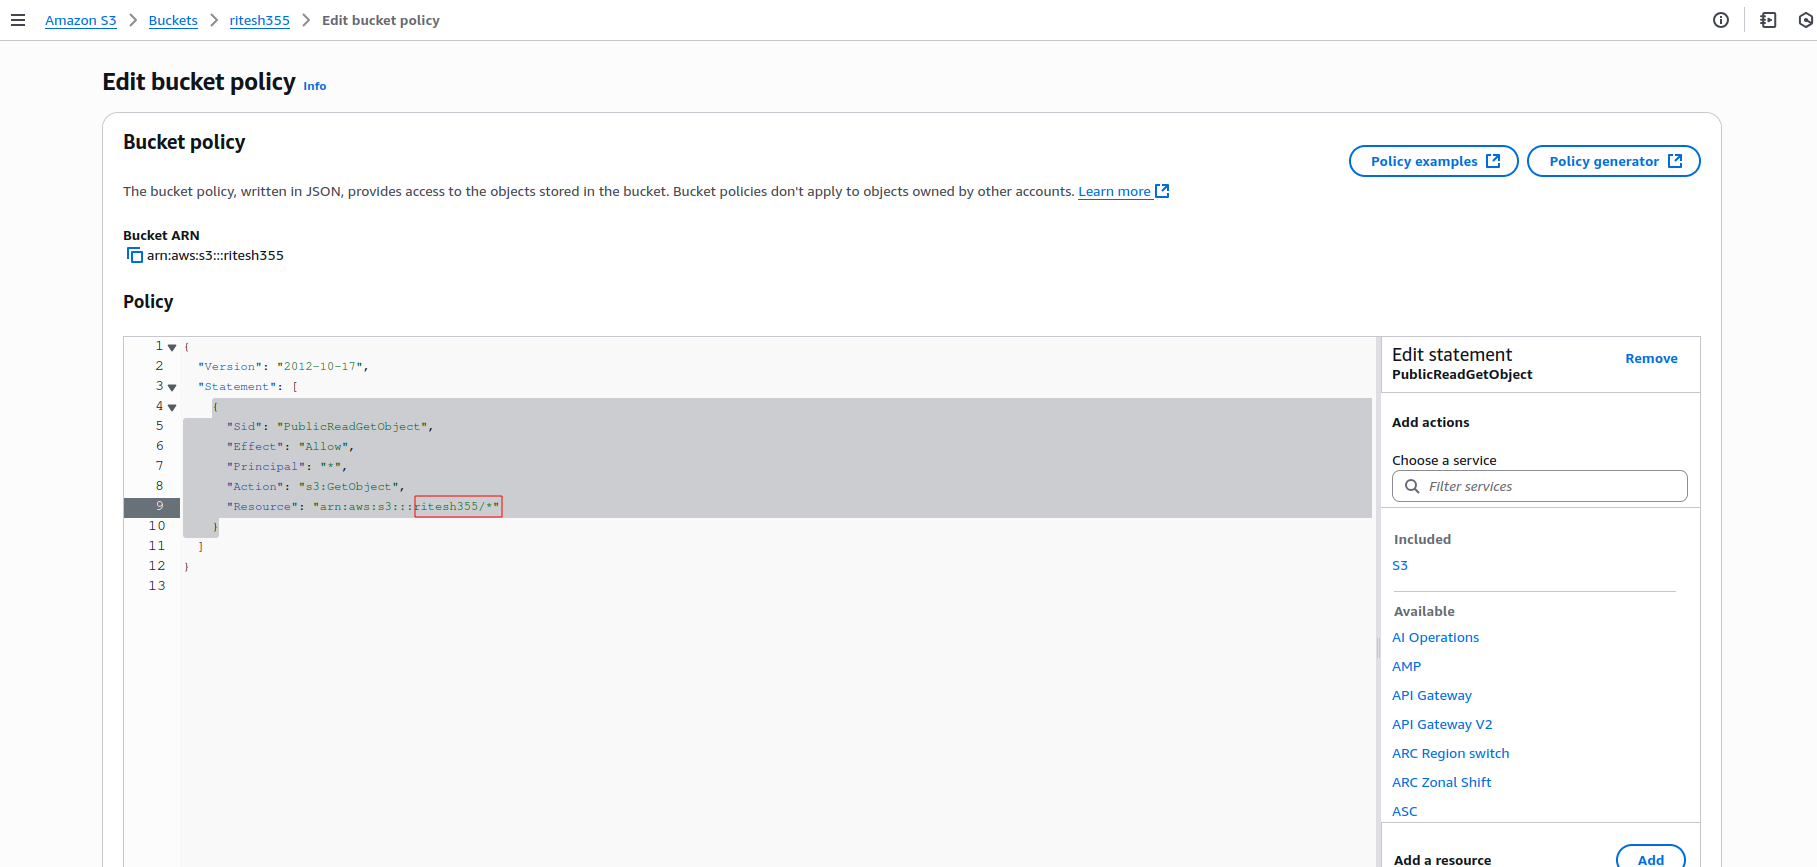 Amazon S3 > Buckets > ritesh355 > Edit bucket policy
Edit bucket policy Info
Bucket policy
Policy examples
Policy generator
The bucket policy, written in JSON, provides access to the objects stored in the bucket. Bucket policies don't apply to objects owned by other accounts. Learn more
Bucket ARN
arn:aws:s3:::ritesh355
Policy
1 {
2 "Version": "2012-10-17",
3 "Statement": [
4 {
5 "Sid": "PublicReadGetObject",
6 "Effect": "Allow",
7 "Principal": "*",
8 "Action": "s3:GetObject",
9 "Resource": "arn:aws:s3:::ritesh355/*"
10 }
11 ]
12 }
13
Edit statement
Remove
PublicReadGetObject
Add actions
Choose a service
Filter services
Included
S3
Available
AI Operations
AMP
API Gateway
API Gateway V2
ARC Region switch
ARC Zonal Shift
ASC
Add a resource
Add